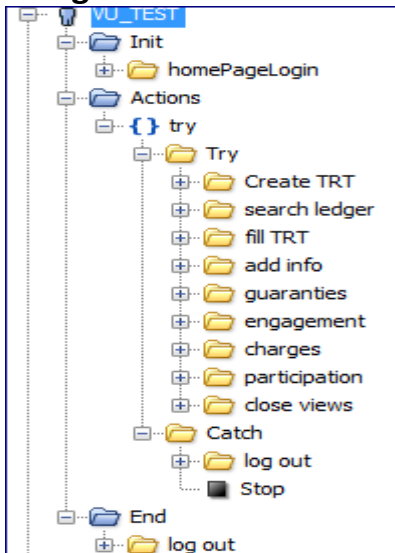 VU_TEST
Init
homePageLogin
Actions
{} try
Try
Create TRT
search ledger
fill TRT
add info
guaranties
engagement
charges
participation
close views
Catch
log out
Stop
End
log out